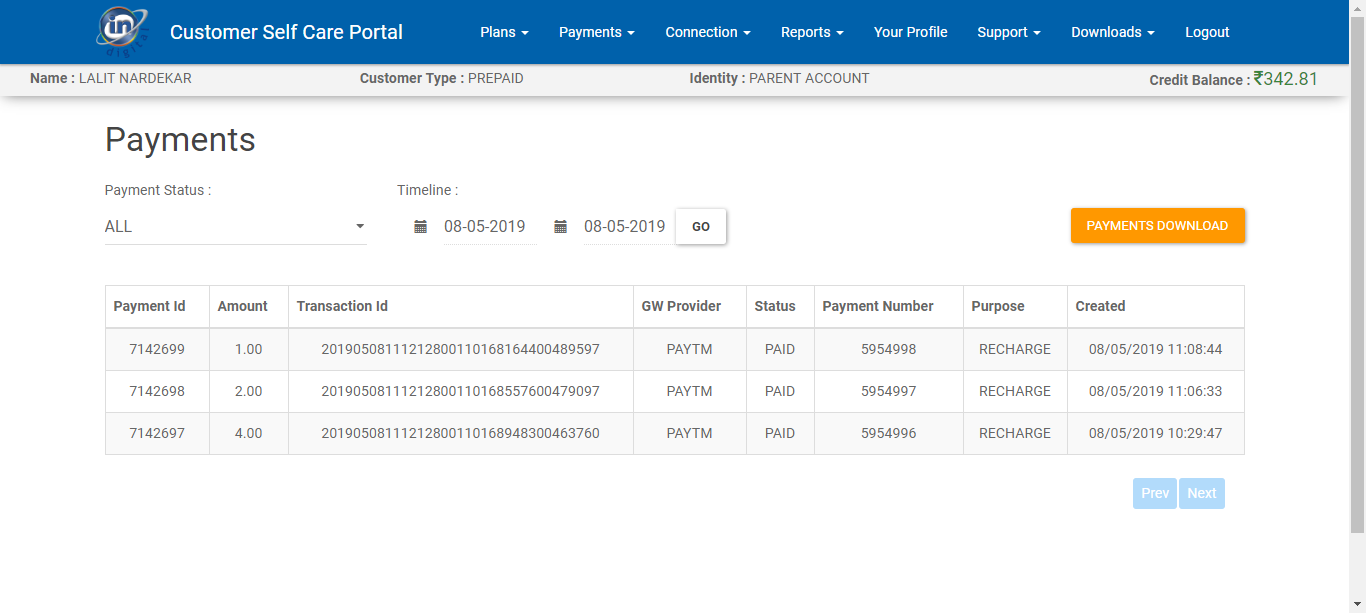 in digital
Customer Self Care Portal
Plans
Payments
Connection
Reports
Your Profile
Support
Downloads
Logout
Name : LALIT NARDEKAR
Customer Type : PREPAID
Identity : PARENT ACCOUNT
Credit Balance : ₹342.81
Payments
Payment Status :
Timeline :
ALL
08-05-2019
08-05-2019
GO
PAYMENTS DOWNLOAD
Payment Id Amount Transaction Id GW Provider Status Payment Number Purpose Created
7142699 1.00 20190508111212800110168164400489597 PAYTM PAID 5954998 RECHARGE 08/05/2019 11:08:44
7142698 2.00 20190508111212800110168557600479097 PAYTM PAID 5954997 RECHARGE 08/05/2019 11:06:33
7142697 4.00 20190508111212800110168948300463760 PAYTM PAID 5954996 RECHARGE 08/05/2019 10:29:47
Prev
Next